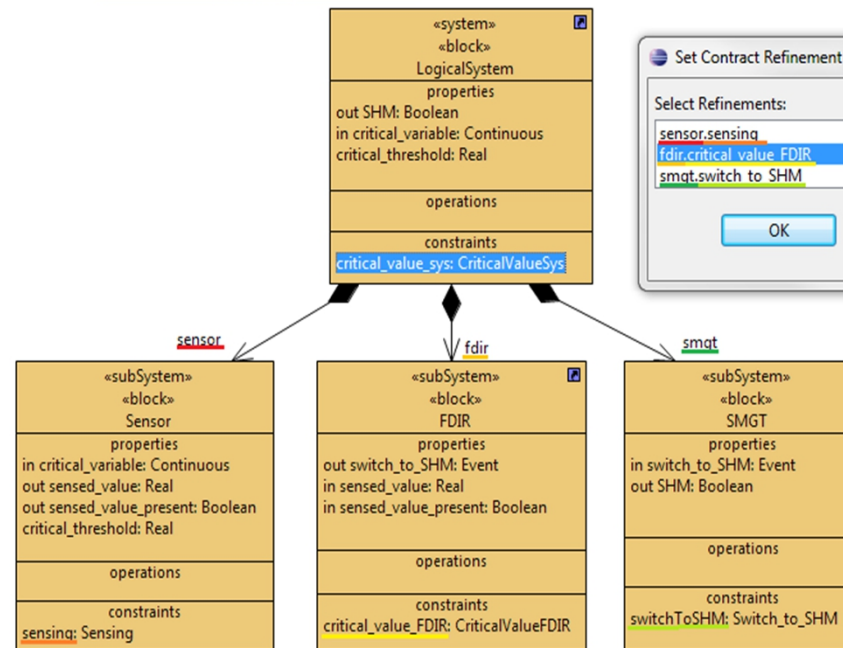 «system»
«block»
LogicalSystem
properties
out SHM: Boolean
in critical_variable: Continuous
critical_threshold: Real
operations
constraints
critical_value_sys: CriticalValueSys
Set Contract Refinement
Select Refinements:
sensor.sensing
fdir.critical_value_FDIR
smgt.switch_to_SHM
OK
sensor
fdir
smgt
«subSystem»
«block»
Sensor
properties
in critical_variable: Continuous
out sensed_value: Real
out sensed_value_present: Boolean
critical_threshold: Real
operations
constraints
sensing: Sensing
«subSystem»
«block»
FDIR
properties
out switch_to_SHM: Event
in sensed_value: Real
in sensed_value_present: Boolean
operations
constraints
critical_value_FDIR: CriticalValueFDIR
«subSystem»
«block»
SMGT
properties
in switch_to_SHM: Event
out SHM: Boolean
operations
constraints
switchToSHM: Switch_to_SHM